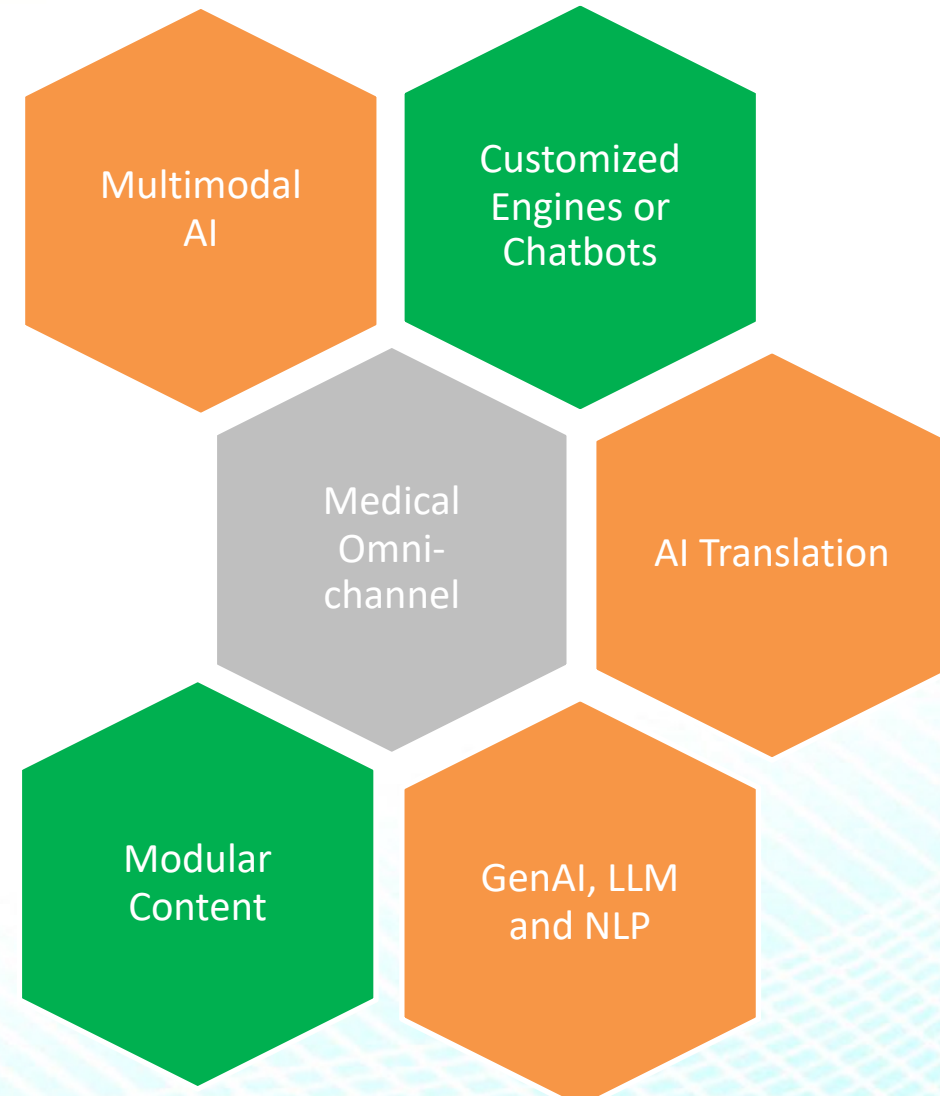 Multimodal
AI
Customized
Engines or
Chatbots
Medical
Omni-
channel
AI Translation
Modular
Content
GenAI, LLM
and NLP